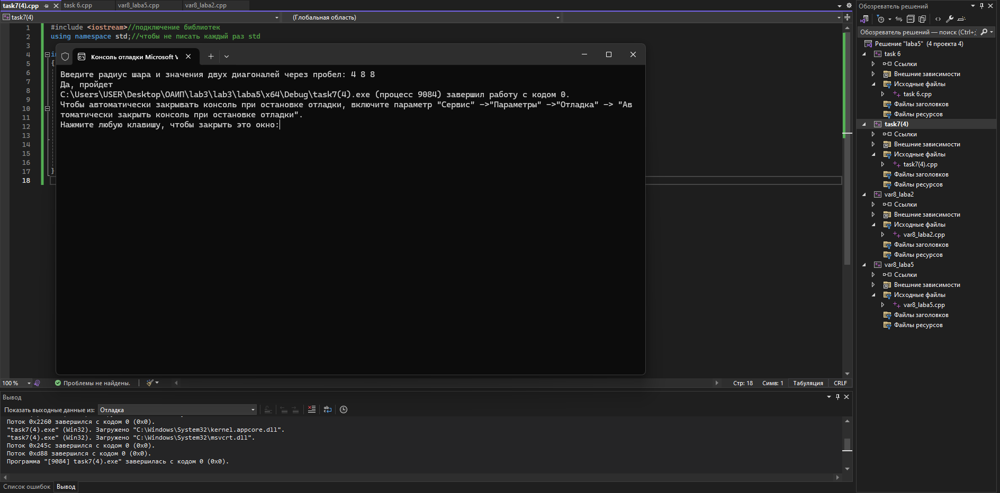 task7(4).cpp
task 6.cpp
var8_laba5.cpp
var8_laba2.cpp
task7(4)
(Глобальная область)
1 #include <iostream>//подключение библиотек
2 using namespace std;//чтобы не писать каждый раз std
3
4
5 {
6
7
8
9
10
11
12
13
14
15
16
17 }
18
Консоль отладки Microsoft V
Введите радиус шара и значения двух диагоналей через пробел: 4 8 8
Да, пройдет
C:\Users\USER\Desktop\ОАИП\lab3\lab3\laba5\x64\Debug\task7(4).exe (процесс 9084) завершил работу с кодом 0.
Чтобы автоматически закрывать консоль при остановке отладки, включите параметр "Сервис" ->"Параметры" ->"Отладка" -> "Ав
томатически закрыть консоль при остановке отладки".
Нажмите любую клавишу, чтобы закрыть это окно:
100 %
Проблемы не найдены.
Стр: 18
Симв: 1
Табуляция
CRLF
Вывод
Показать выходные данные из: Отладка
Поток 0x2260 завершился с кодом 0 (0x0).
"task7(4).exe" (Win32). Загружено "C:\Windows\System32\kernel.appcore.dll".
"task7(4).exe" (Win32). Загружено "C:\Windows\System32\msvcrt.dll".
Поток 0x245c завершился с кодом 0 (0x0).
Поток 0xd88 завершился с кодом 0 (0x0).
Программа "[9084] task7(4).exe" завершилась с кодом 0 (0x0).
Список ошибок
Вывод
Обозреватель решений
Обозреватель решений — поиск (Ctrl+;
Решение "laba5" (4 проекта 4)
task 6
Ссылки
Внешние зависимости
Исходные файлы
task 6.cpp
Файлы заголовков
Файлы ресурсов
task7(4)
Ссылки
Внешние зависимости
Исходные файлы
task7(4).cpp
Файлы заголовков
Файлы ресурсов
var8_laba2
Ссылки
Внешние зависимости
Исходные файлы
var8_laba2.cpp
Файлы заголовков
Файлы ресурсов
var8_laba5
Ссылки
Внешние зависимости
Исходные файлы
var8_laba5.cpp
Файлы заголовков
Файлы ресурсов